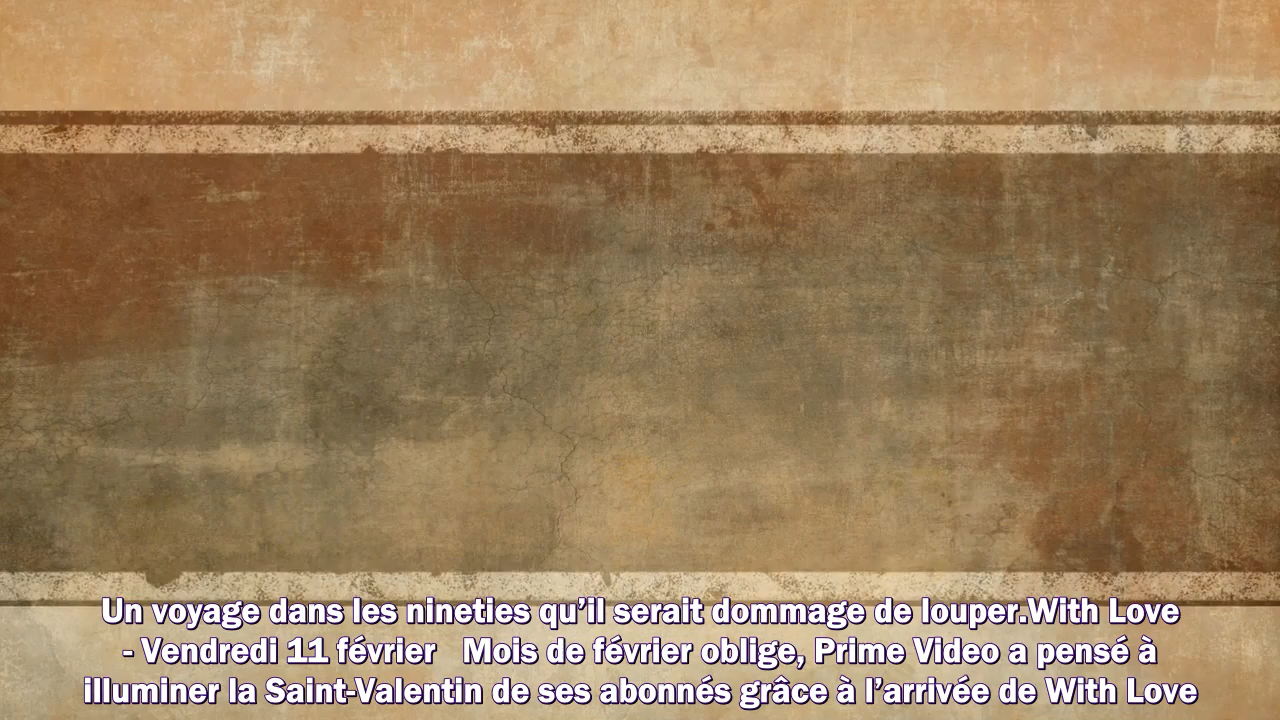 Un voyage dans les nineties qu’il serait dommage de louper.With Love
- Vendredi 11 février   Mois de février oblige, Prime Video a pensé à
illuminer la Saint-Valentin de ses abonnés grâce à l’arrivée de With Love